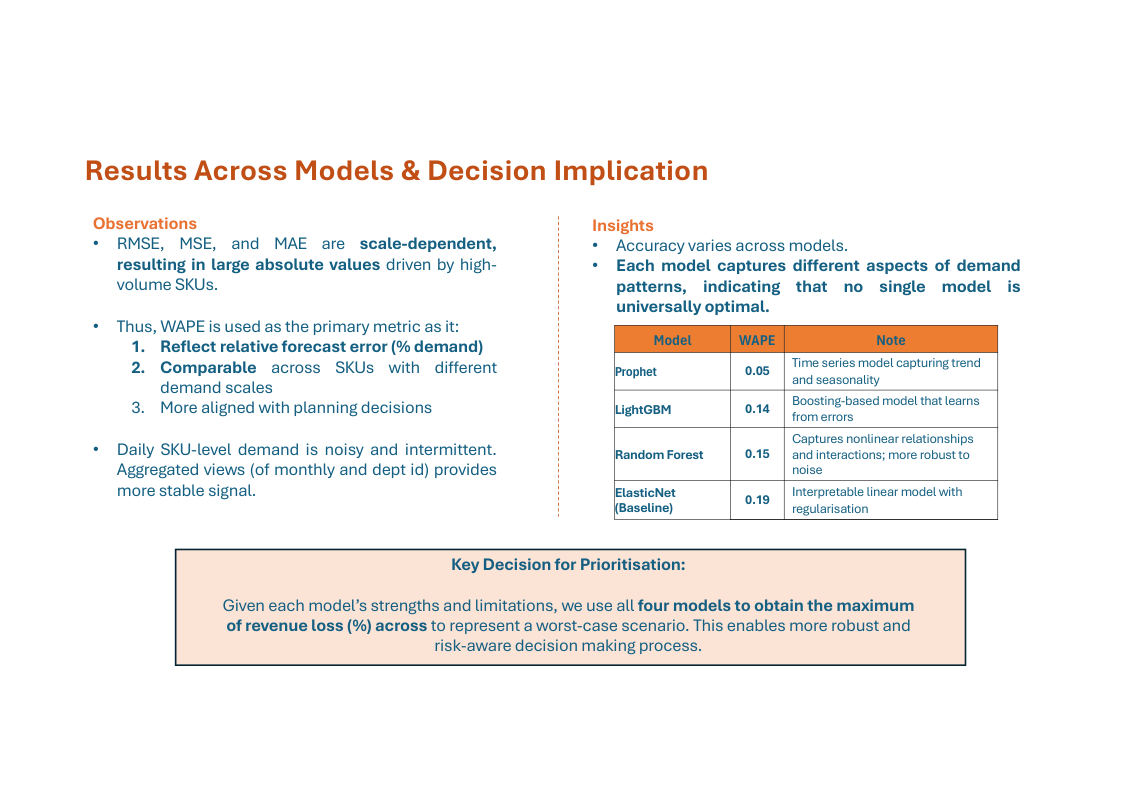 Results Across Models & Decision Implication
Observations
• RMSE, MSE, and MAE are scale-dependent,
resulting in large absolute values driven by high-
volume SKUs.
• Thus, WAPE is used as the primary metric as it:
1. Reflect relative forecast error (% demand)
2. Comparable across SKUs with different
demand scales
3. More aligned with planning decisions
• Daily SKU-level demand is noisy and intermittent.
Aggregated views (of monthly and dept id) provides
more stable signal.
Insights
• Accuracy varies across models.
• Each model captures different aspects of demand
patterns, indicating that no single model is
universally optimal.
Model WAPE Note
Prophet 0.05 Time series model capturing trend
and seasonality
LightGBM 0.14 Boosting-based model that learns
from errors
Random Forest 0.15 Captures nonlinear relationships
and interactions; more robust to
noise
ElasticNet
(Baseline) 0.19 Interpretable linear model with
regularisation
Key Decision for Prioritisation:
Given each model’s strengths and limitations, we use all four models to obtain the maximum
of revenue loss (%) across to represent a worst-case scenario. This enables more robust and
risk-aware decision making process.